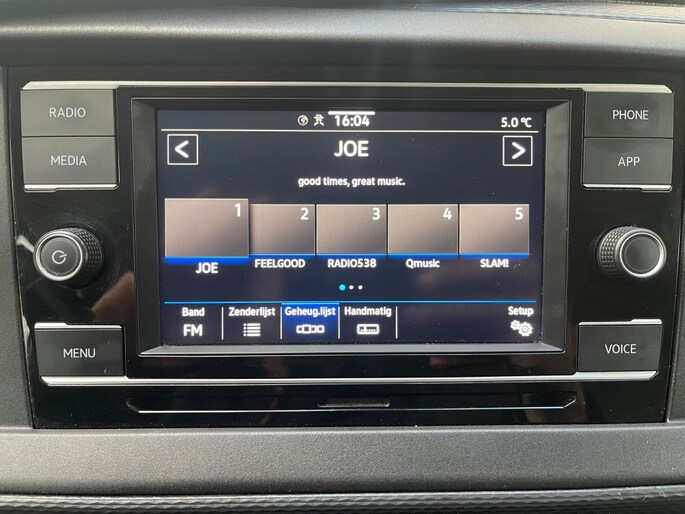 RADIO
MEDIA
MENU
16:04
5.0 °C
< JOE >
good times, great music.
1 2 3 4 5
JOE FEELGOOD RADIO538 Qmusic SLAM!
Band Zenderlijst Geheug.lijst Handmatig Setup
FM
PHONE
APP
VOICE